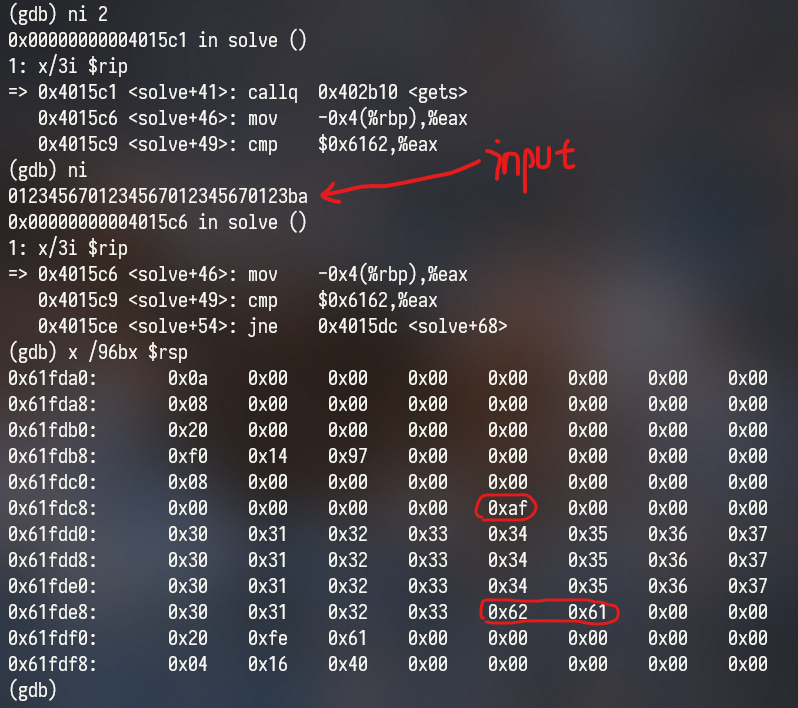 (gdb) ni 2
0x00000000004015c1 in solve ()
1: x/3i $rip
=> 0x4015c1 <solve+41>: callq  0x402b10 <gets>
   0x4015c6 <solve+46>: mov    -0x4(%rbp),%eax
   0x4015c9 <solve+49>: cmp    $0x6162,%eax
(gdb) ni
input
0123456701234567012345670123ba
0x00000000004015c6 in solve ()
1: x/3i $rip
=> 0x4015c6 <solve+46>: mov    -0x4(%rbp),%eax
   0x4015c9 <solve+49>: cmp    $0x6162,%eax
   0x4015ce <solve+54>: jne    0x4015dc <solve+68>
(gdb) x /96bx $rsp
0x61fda0:       0x0a    0x00    0x00    0x00    0x00    0x00    0x00    0x00
0x61fda8:       0x08    0x00    0x00    0x00    0x00    0x00    0x00    0x00
0x61fdb0:       0x20    0x00    0x00    0x00    0x00    0x00    0x00    0x00
0x61fdb8:       0xf0    0x14    0x97    0x00    0x00    0x00    0x00    0x00
0x61fdc0:       0x08    0x00    0x00    0x00    0x00    0x00    0x00    0x00
0x61fdc8:       0x00    0x00    0x00    0x00    0xaf    0x00    0x00    0x00
0x61fdd0:       0x30    0x31    0x32    0x33    0x34    0x35    0x36    0x37
0x61fdd8:       0x30    0x31    0x32    0x33    0x34    0x35    0x36    0x37
0x61fde0:       0x30    0x31    0x32    0x33    0x34    0x35    0x36    0x37
0x61fde8:       0x30    0x31    0x32    0x33    0x62    0x61    0x00    0x00
0x61fdf0:       0x20    0xfe    0x61    0x00    0x00    0x00    0x00    0x00
0x61fdf8:       0x04    0x16    0x40    0x00    0x00    0x00    0x00    0x00
(gdb)